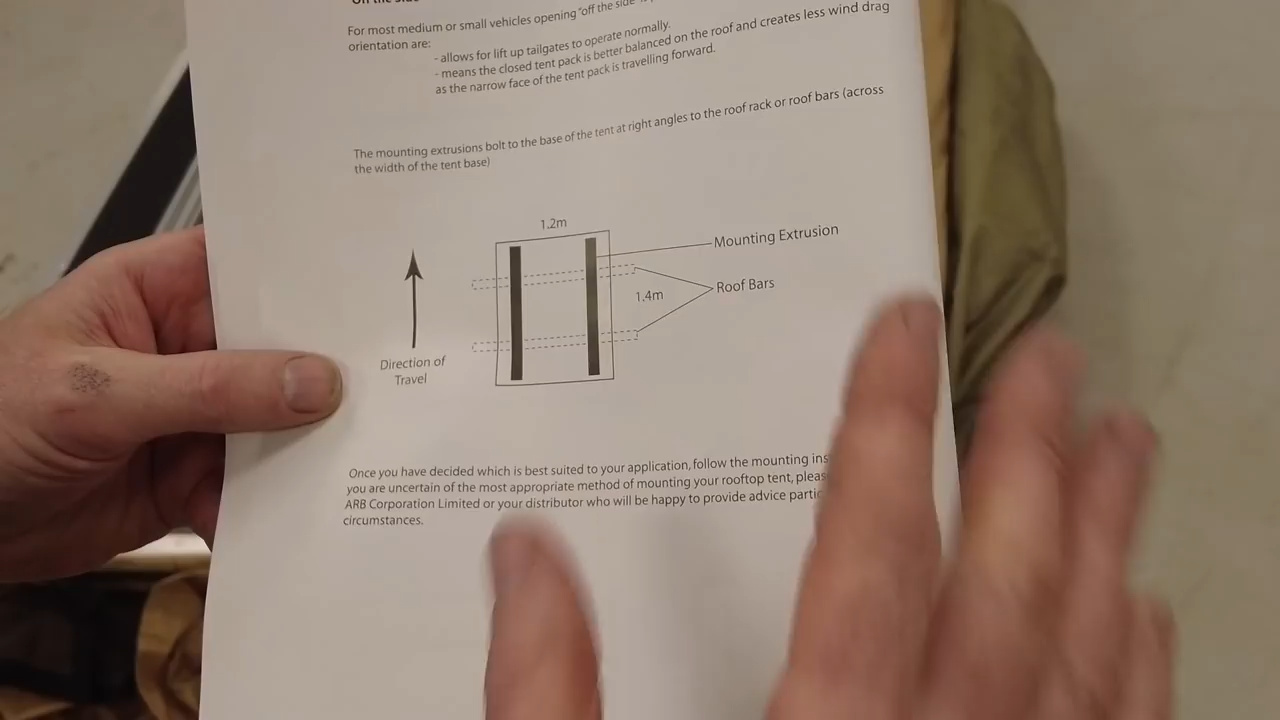 For most medium or small vehicles opening "off the side"
orientation are:
- allows for lift up tailgates to operate normally.
- means the closed tent pack is better balanced on the roof and creates less wind drag
as the narrow face of the tent pack is travelling forward.
The mounting extrusions bolt to the base of the tent at right angles to the roof rack or roof bars (across
the width of the tent base)
1.2m
Mounting Extrusion
Roof Bars
1.4m
Direction of
Travel
Once you have decided which is best suited to your application, follow the mounting ins
you are uncertain of the most appropriate method of mounting your rooftop tent, pleas
ARB Corporation Limited or your distributor who will be happy to provide advice partic
circumstances.